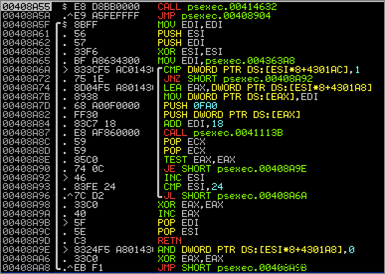 00408A55 $ E8 D8BB0000 CALL psexec.00414632
00408A5A .^E9 A5FEFFFF JMP psexec.00408904
00408A5F $ 8BFF MOV EDI,EDI
00408A61 . 56 PUSH ESI
00408A62 . 57 PUSH EDI
00408A63 . 33F6 XOR ESI,ESI
00408A65 . BF A8634300 MOV EDI,psexec.004363A8
00408A6A > 833CF5 AC0143 CMP DWORD PTR DS:[ESI*8+4301AC],1
00408A72 . 75 1E JNZ SHORT psexec.00408A92
00408A74 . 8D04F5 A80143 LEA EAX,DWORD PTR DS:[ESI*8+4301A8]
00408A7B . 8938 MOV DWORD PTR DS:[EAX],EDI
00408A7D . 68 A00F0000 PUSH 0FA0
00408A82 . FF30 PUSH DWORD PTR DS:[EAX]
00408A84 . 83C7 18 ADD EDI,18
00408A87 . E8 AF860000 CALL psexec.0041113B
00408A8C . 59 POP ECX
00408A8D . 59 POP ECX
00408A8E . 85C0 TEST EAX,EAX
00408A90 . 74 0C JE SHORT psexec.00408A9E
00408A92 > 46 INC ESI
00408A93 . 83FE 24 CMP ESI,24
00408A96 .^7C D2 JL SHORT psexec.00408A6A
00408A98 . 33C0 XOR EAX,EAX
00408A9A . 40 INC EAX
00408A9B > 5F POP EDI
00408A9C . 5E POP ESI
00408A9D . C3 RETN
00408A9E > 8324F5 A80143 AND DWORD PTR DS:[ESI*8+4301A8],0
00408AA6 . 33C0 XOR EAX,EAX
00408AA8 .^EB F1 JMP SHORT psexec.00408A9B